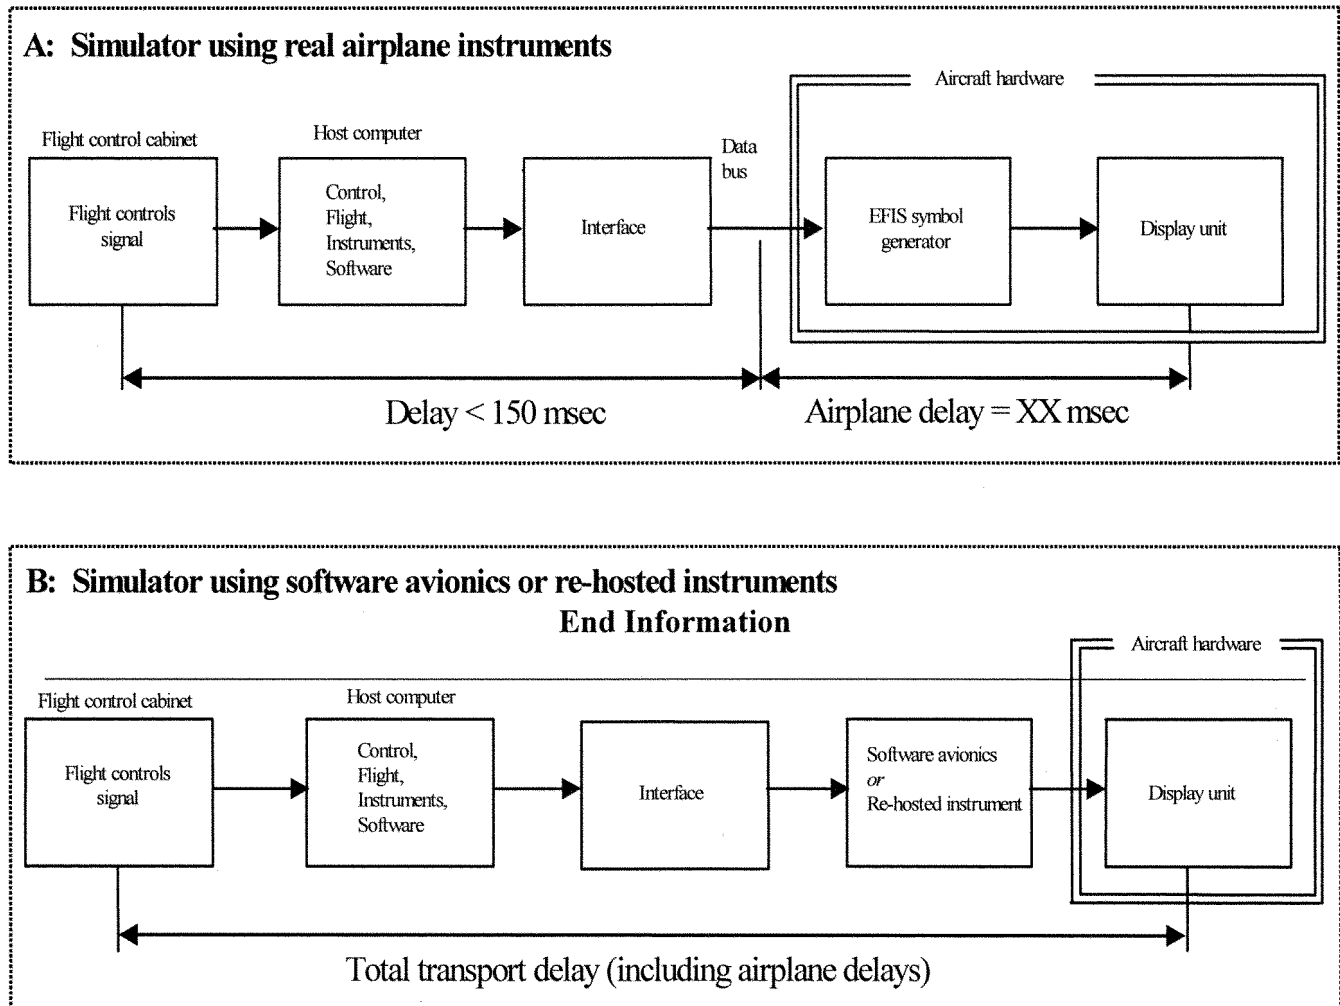 A: Simulator using real airplane instruments
Aircraft hardware
Flight control cabinet
Host computer
Data
bus
Flight controls
signal
Control,
Flight,
Instruments,
Software
Interface
EFIS symbol
generator
Display unit
Delay < 150 msec
Airplane delay = XX msec
B: Simulator using software avionics or re-hosted instruments
End Information
Aircraft hardware
Flight control cabinet
Host computer
Flight controls
signal
Control,
Flight,
Instruments,
Software
Interface
Software avionics
or
Re-hosted instrument
Display unit
Total transport delay (including airplane delays)